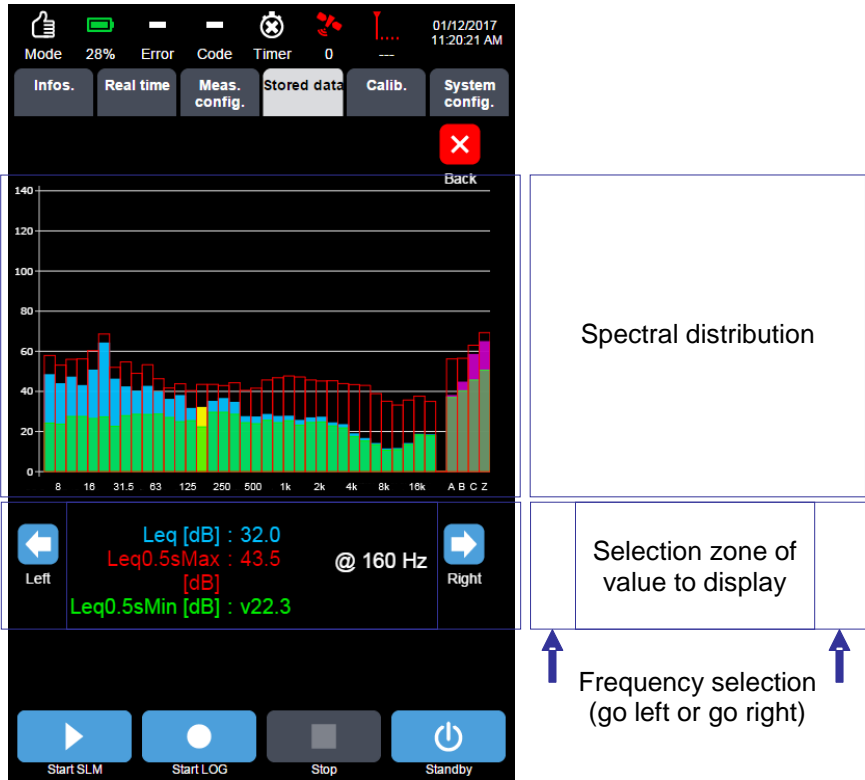 01/12/2017
11:20:21 AM
Mode 28% Error Code Timer 0 ---
Infos. Real time Meas. config. Stored data Calib. System config.
Back
140
120
100
80
60
40
20
0
8 16 31.5 63 125 250 500 1k 2k 4k 8k 16k A B C Z
Spectral distribution
Leq [dB] : 32.0
Leq0.5sMax : 43.5
[dB]
Leq0.5sMin [dB] : v22.3
@ 160 Hz
Left
Right
Selection zone of
value to display
Frequency selection
(go left or go right)
Start SLM Start LOG Stop Standby